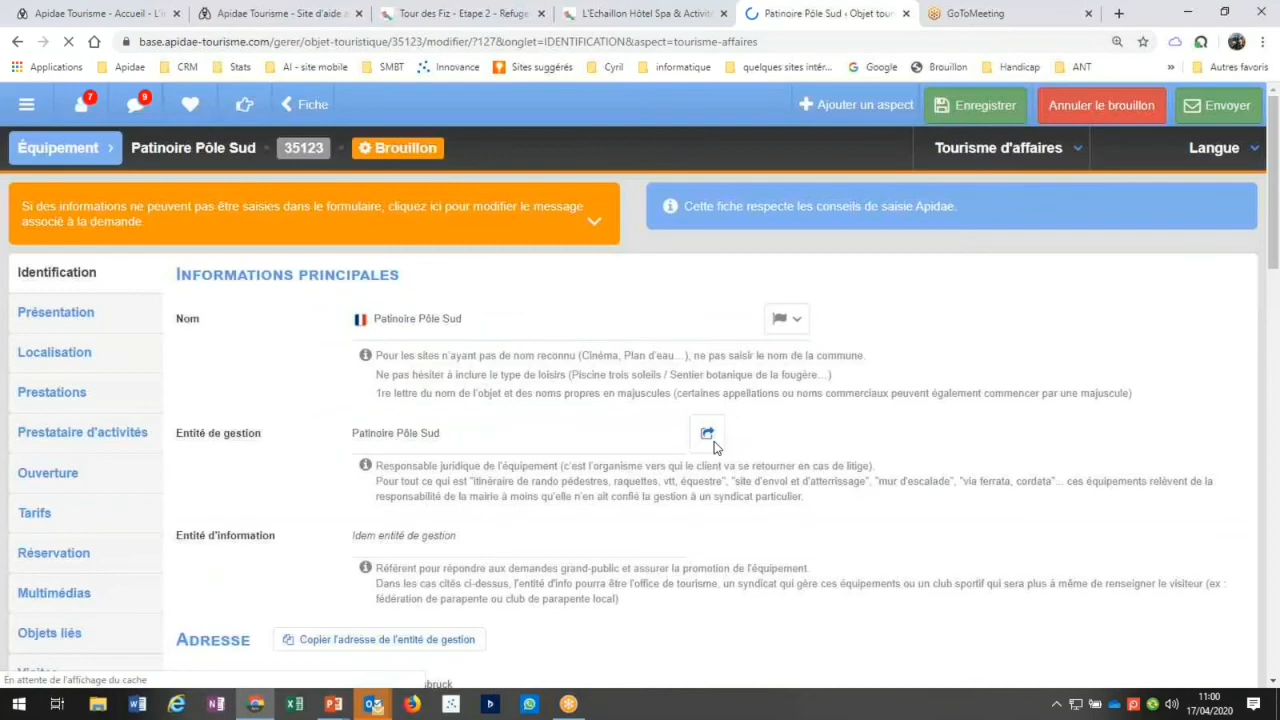 Apidae Tourisme - Accueil - L'i
Apidae Tourisme - Site d'aide a
Tour des Fiz - Etape 2 - Refuge
L'Echaillon Hôtel Spa & Activité
Patinoire Pôle Sud ‹ Objet tour
GoToMeeting
base.apidae-tourisme.com/gerer/objet-touristique/35123/modifier/?127&onglet=IDENTIFICATION&aspect=tourisme-affaires
Applications
Apidae
CRM
Stats
AI - site mobile
SMBT
Innovance
Sites suggérés
Cyril
informatique
quelques sites intér...
Google
Brouillon
Handicap
ANT
»
Autres favoris
7
9
Fiche
Ajouter un aspect
Enregistrer
Annuler le brouillon
Envoyer
Équipement
Patinoire Pôle Sud
35123
Brouillon
Tourisme d'affaires
Langue
Si des informations ne peuvent pas être saisies dans le formulaire, cliquez ici pour modifier le message
associé à la demande.
Cette fiche respecte les conseils de saisie Apidae.
Identification
Présentation
Localisation
Prestations
Prestataire d'activités
Ouverture
Tarifs
Réservation
Multimédias
Objets liés
INFORMATIONS PRINCIPALES
Nom
Patinoire Pôle Sud
Pour les sites n'ayant pas de nom reconnu (Cinéma, Plan d'eau...), ne pas saisir le nom de la commune.
Ne pas hésiter à inclure le type de loisirs (Piscine trois soleils / Sentier botanique de la fougère...)
1re lettre du nom de l'objet et des noms propres en majuscules (certaines appellations ou noms commerciaux peuvent également commencer par une majuscule)
Entité de gestion
Patinoire Pôle Sud
Responsable juridique de l'équipement (c'est l'organisme vers qui le client va se retourner en cas de litige).
Pour tout ce qui est "itinéraire de rando pédestres, raquettes, vtt, équestre", "site d'envol et d'atterrissage", "mur d'escalade", "via ferrata, cordata"... ces équipements relèvent de la
responsabilité de la mairie à moins qu'elle n'en ait confié la gestion à un syndicat particulier.
Entité d'information
Idem entité de gestion
Référent pour répondre aux demandes grand-public et assurer la promotion de l'équipement.
Dans les cas cités ci-dessus, l'entité d'info pourra être l'office de tourisme, un syndicat qui gère ces équipements ou un club sportif qui sera plus à même de renseigner le visiteur (ex :
fédération de parapente ou club de parapente local)
ADRESSE
Copier l'adresse de l'entité de gestion
En attente de l'affichage du cache
11:00
17/04/2020